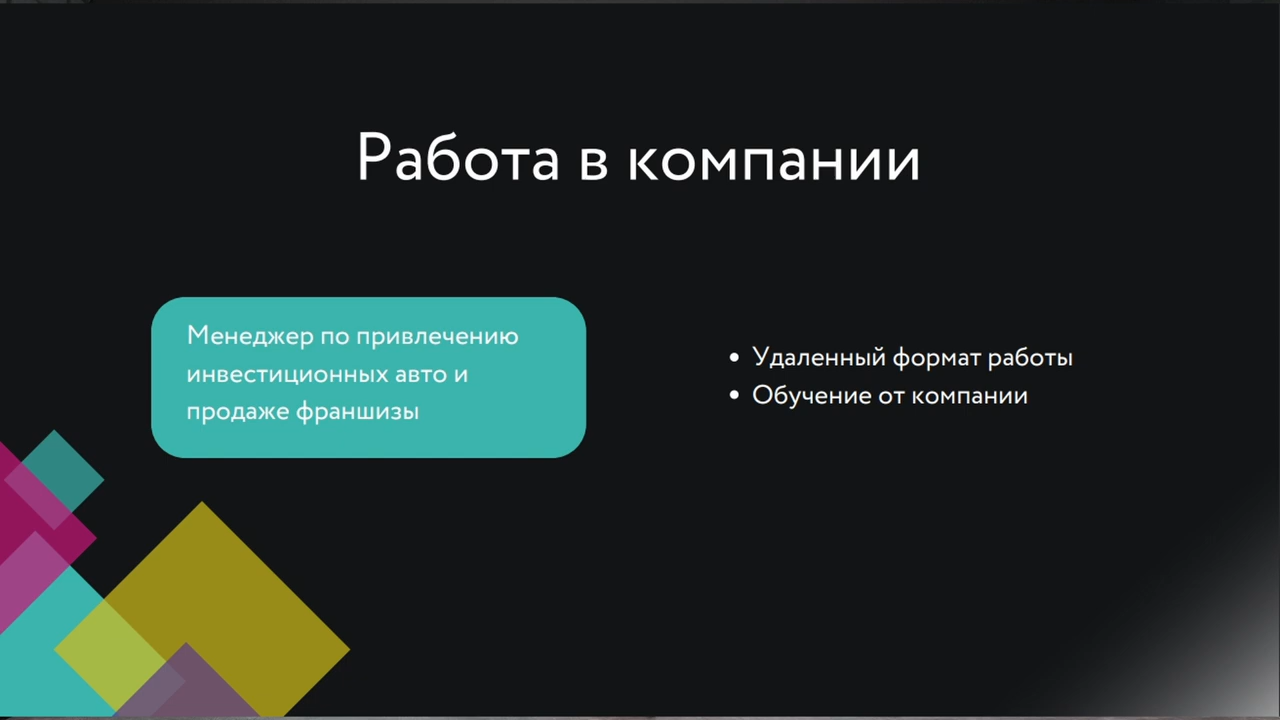 Работа в компании
Менеджер по привлечению
инвестиционных авто и
продаже франшизы
• Удаленный формат работы
• Обучение от компании